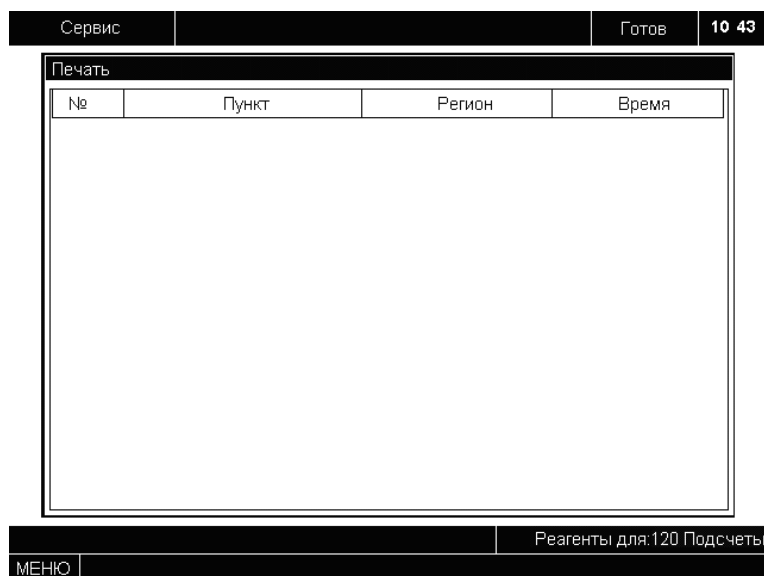 Сервис Готов 10 43
Печать
№ Пункт Регион Время
Реагенты для:120 Подсчеты
МЕНЮ